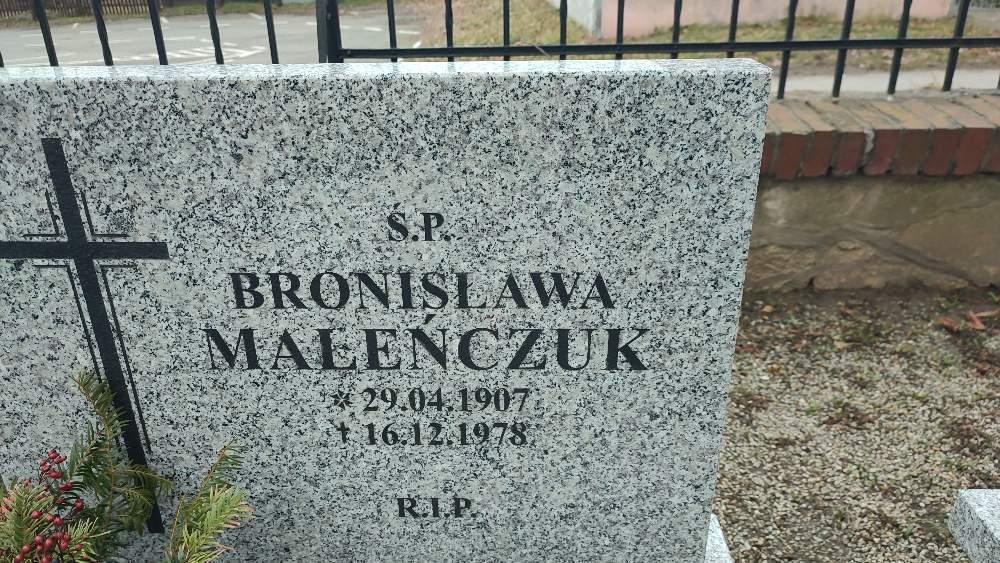 Ś.P.
BRONISŁAWA
MAŁEŃCZUK
* 29.04.1907
† 16.12.1978
R.I.P.